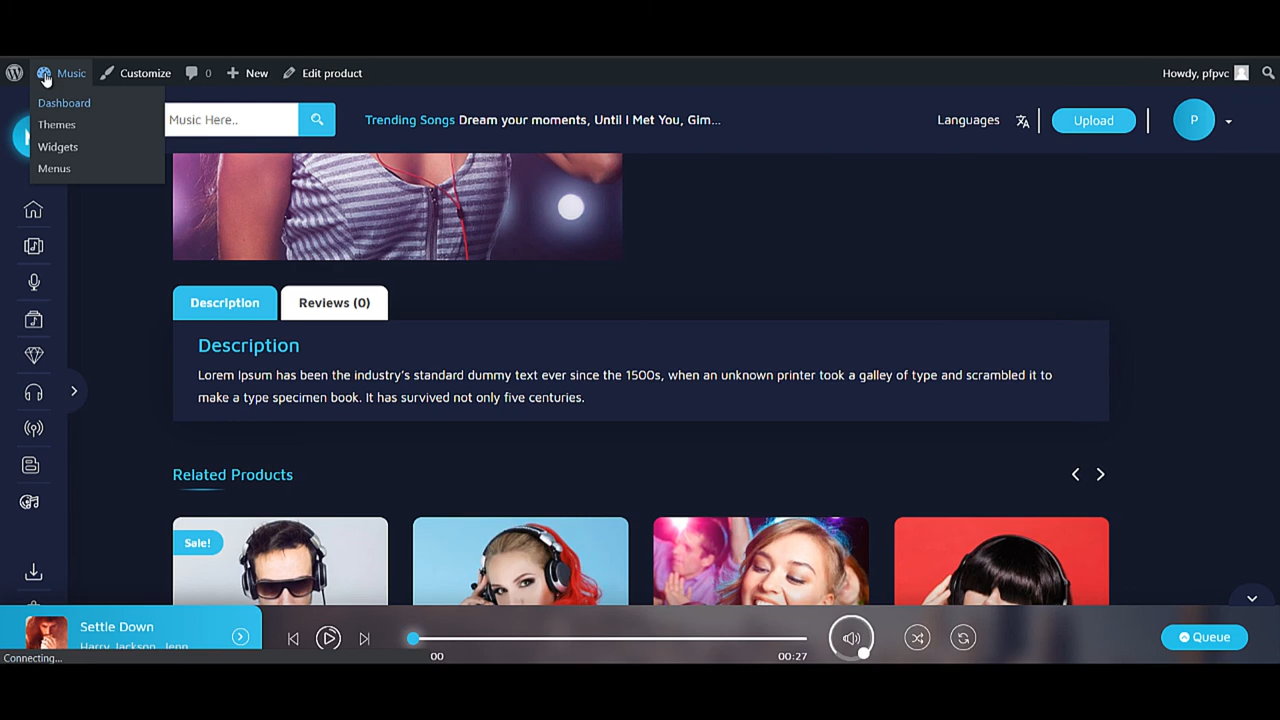 Music Customize 0 New Edit product Howdy, pfpvc
Dashboard
Themes
Widgets
Menus
Music Here..
Trending Songs Dream your moments, Until I Met You, Gim...
Languages
Upload
P
Description Reviews (0)
Description
Lorem Ipsum has been the industry's standard dummy text ever since the 1500s, when an unknown printer took a galley of type and scrambled it to
make a type specimen book. It has survived not only five centuries.
Related Products
Sale!
Settle Down
Harry Jackson, Jenn
00 00:27
Queue
Connecting...